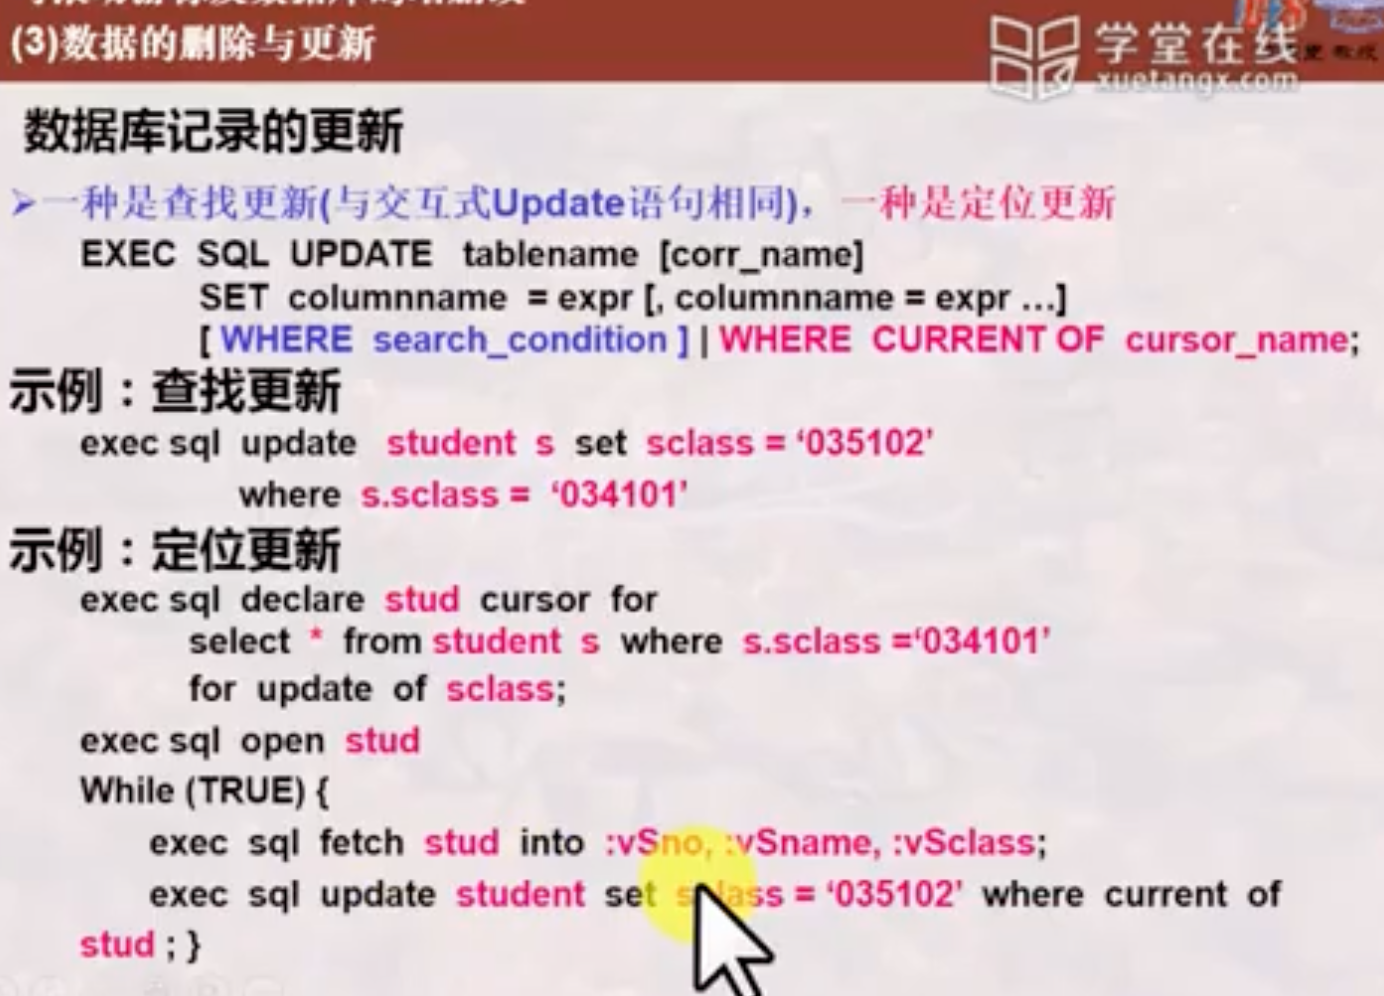 (3)数据的删除与更新
学堂在线
xuetangx.com
数据库记录的更新
➢一种是查找更新(与交互式Update语句相同)，一种是定位更新
EXEC SQL UPDATE tablename [corr_name]
SET columnname = expr [, columnname = expr …]
[ WHERE search_condition ] | WHERE CURRENT OF cursor_name;
示例：查找更新
exec sql update student s set sclass = ‘035102’
where s.sclass = ‘034101’
示例：定位更新
exec sql declare stud cursor for
select * from student s where s.sclass =‘034101’
for update of sclass;
exec sql open stud
While (TRUE) {
exec sql fetch stud into :vSno, :vSname, :vSclass;
exec sql update student set sclass = ‘035102’ where current of
stud ; }